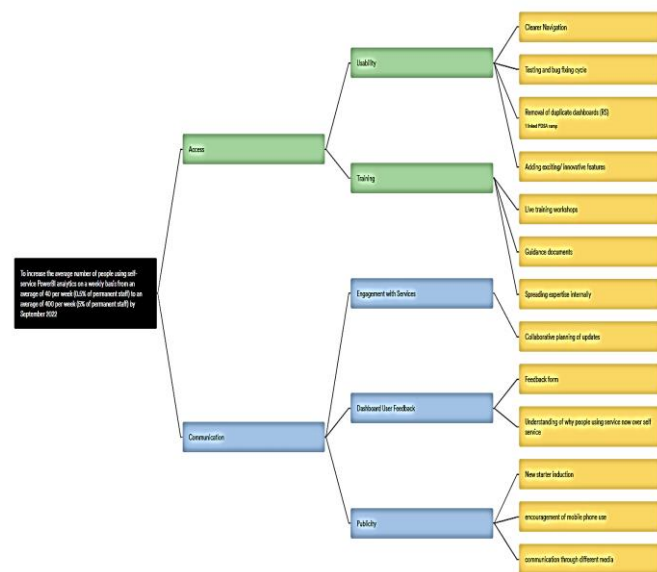 Clearer Navigation
Usability
Testing and bug fixing cycle
Removal of duplicate dashboards (RS)
1 linked PDSA ramp
Access
Adding exciting/ innovative features
Training
Live training workshops
Guidance documents
To increase the average number of people using self-
service PowerBI analytics on a weekly basis from an
average of 40 per week (0.5% of permanent staff) to an
average of 400 per week (5% of permanent staff) by
September 2022
Engagement with Services
Spreading expertise internally
Collaborative planning of updates
Feedback form
Dashboard User Feedback
Understanding of why people using service now over self
service
Communication
New starter induction
Publicity
encouragement of mobile phone use
communication through different media